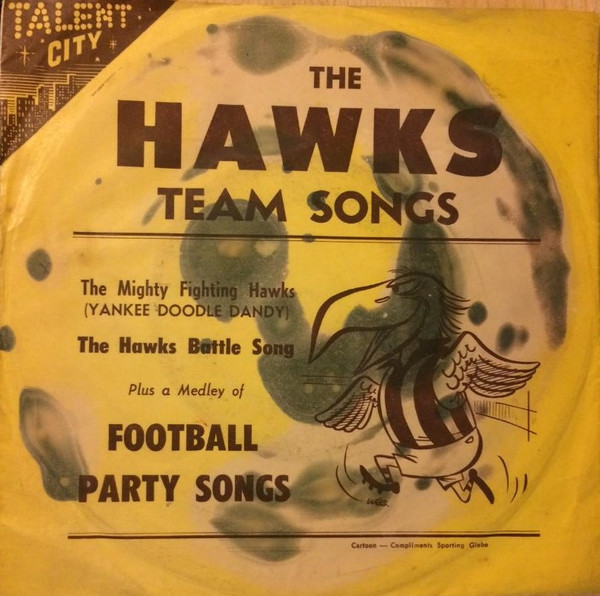 TALENT
CITY
THE
HAWKS
TEAM SONGS
The Mighty Fighting Hawks
(YANKEE DOODLE DANDY)
The Hawks Battle Song
Plus a Medley of
FOOTBALL
PARTY SONGS
Cartoon — Compliments Sporting Globe